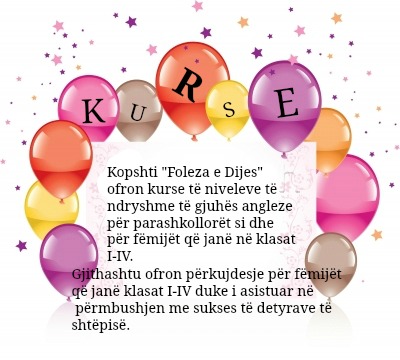 KURSE
Kopshti "Foleza e Dijes"
ofron kurse të niveleve të
ndryshme të gjuhës angleze
për parashkollorët si dhe
për fëmijët që janë në klasat
I-IV.
Gjithashtu ofron përkujdesje për fëmijët
që janë klasat I-IV duke i asistuar në
përmbushjen me sukses të detyrave të
shtëpisë.